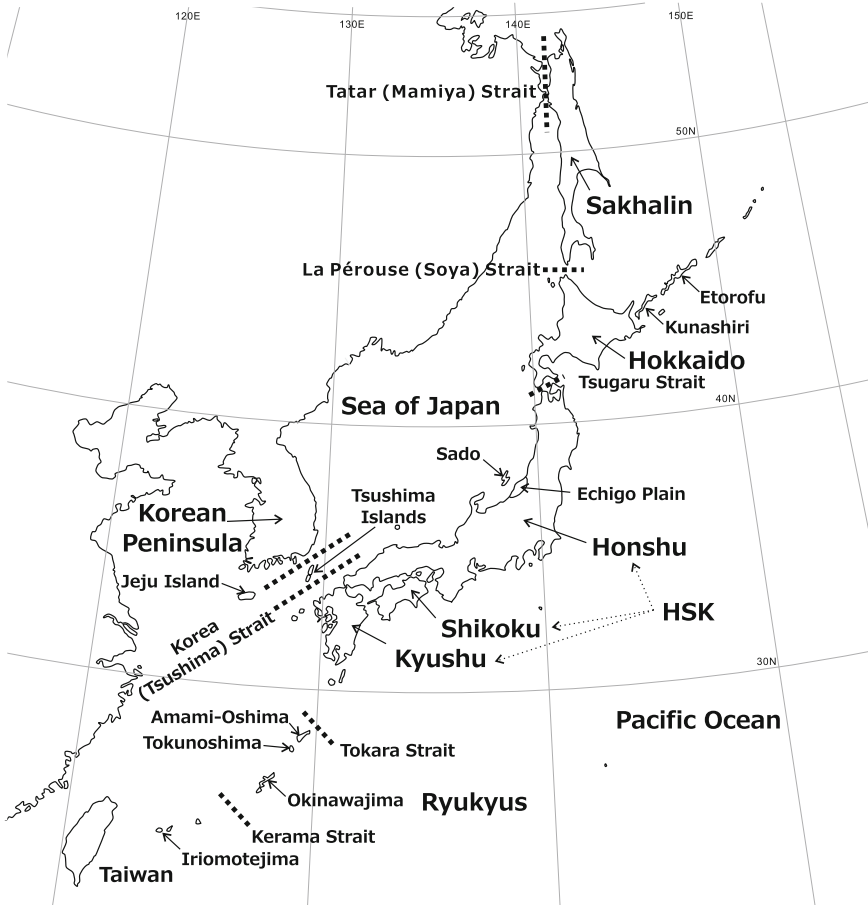 120E
130E
140E
150E
Tatar (Mamiya) Strait
50N
Sakhalin
La Pérouse (Soya) Strait
Etorofu
Kunashiri
Hokkaido
Tsugaru Strait
40N
Sea of Japan
Sado
Echigo Plain
Tsushima
Islands
Korean
Peninsula
Honshu
Jeju Island
HSK
Shikoku
Korea
(Tsushima) Strait
Kyushu
30N
Amami-Oshima
Pacific Ocean
Tokunoshima
Tokara Strait
Okinawajima
Ryukyus
Kerama Strait
Iriomotejima
Taiwan